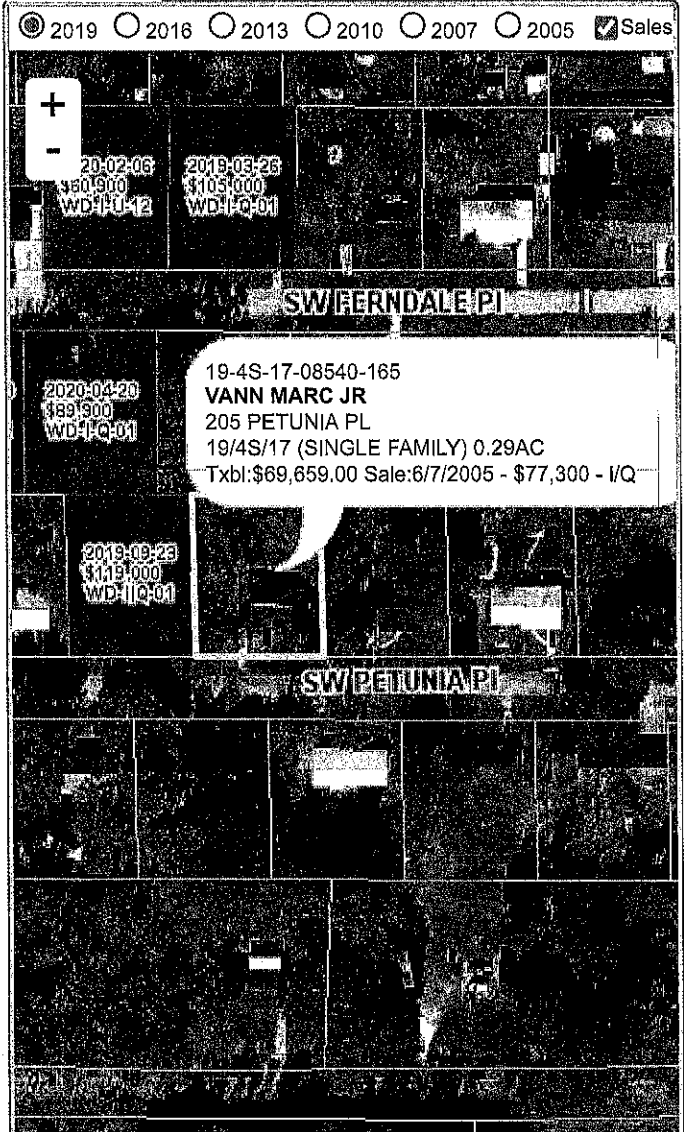 2019 2016 2013 2010 2007 2005 Sales
+
-
20-02-06
$60,900
WD-I-U-12
2019-03-26
$105,000
WD-I-Q-01
SW FERNDALE Pl
2020-04-20
$89,900
WD-I-Q-01
19-4S-17-08540-165
VANN MARC JR
205 PETUNIA PL
19/4S/17 (SINGLE FAMILY) 0.29AC
Txbl:$69,659.00 Sale:6/7/2005 - $77,300 - I/Q
2019-09-23
$119,000
WD-I|Q-01
SW PETUNIA Pl